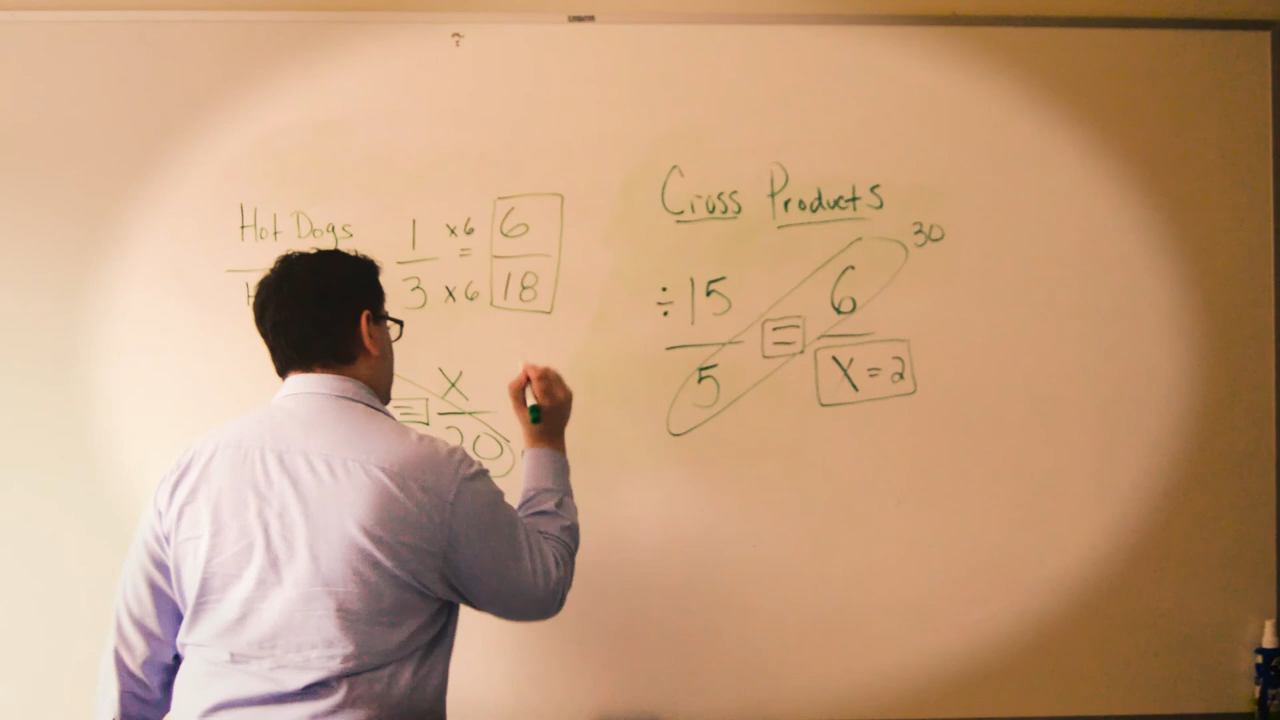 Hot Dogs
1 x6 = 6
3 x6 18
X
= 20
Cross Products
30
÷15 = 6
5 X=2